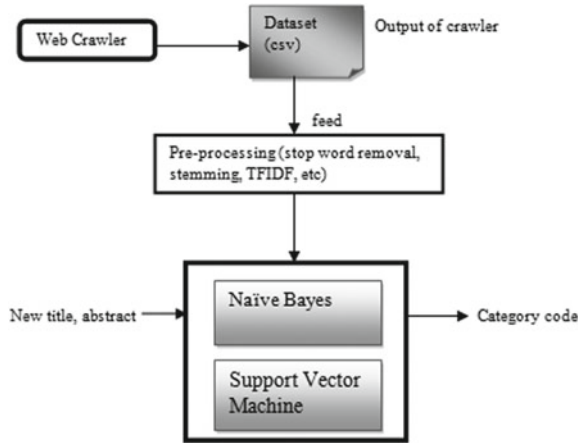 Web Crawler
Dataset
(csv)
Output of crawler
feed
Pre-processing (stop word removal,
stemming, TFIDF, etc)
New title, abstract
Naïve Bayes
Support Vector
Machine
Category code